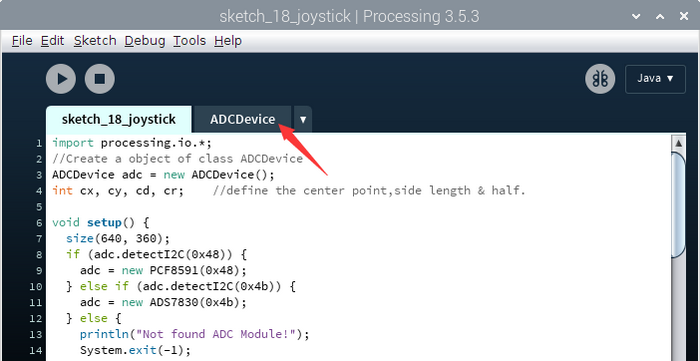 sketch_18_joystick | Processing 3.5.3
File Edit Sketch Debug Tools Help
Java
sketch_18_joystick ADCDevice
1 import processing.io.*;
2 //Create a object of class ADCDevice
3 ADCDevice adc = new ADCDevice();
4 int cx, cy, cd, cr;    //define the center point,side length & half.
5
6 void setup() {
7   size(640, 360);
8   if (adc.detectI2C(0x48)) {
9     adc = new PCF8591(0x48);
10   } else if (adc.detectI2C(0x4b)) {
11     adc = new ADS7830(0x4b);
12   } else {
13     println("Not found ADC Module!");
14     System.exit(-1);